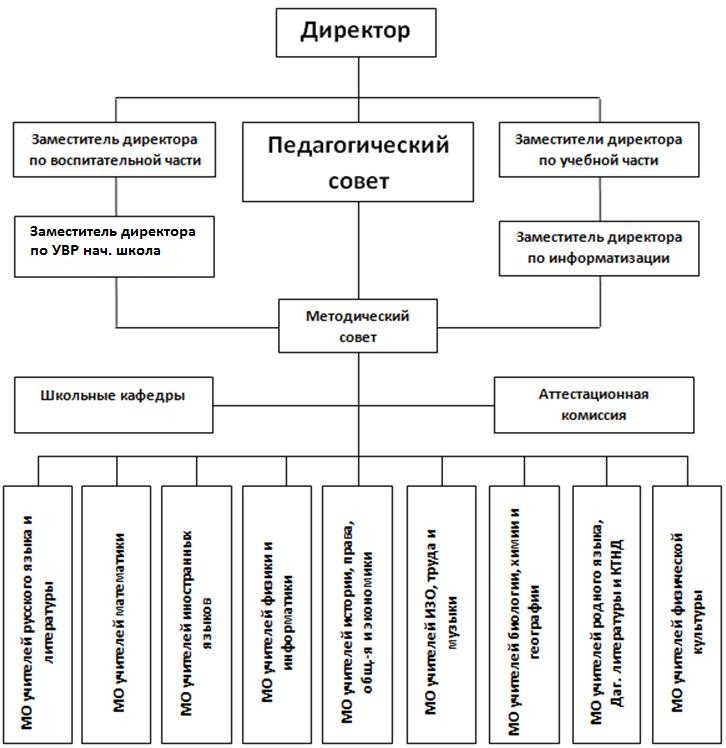 Директор
Заместитель директора
по воспитательной части
Педагогический
совет
Заместители директора
по учебной части
Заместитель директора
по УВР нач. школа
Заместитель директора
по информатизации
Методический
совет
Школьные кафедры
Аттестационная
комиссия
МО учителей русского языка и
литературы
МО учителей математики
МО учителей иностранных
языков
МО учителей физики и
информатики
МО учителей истории, права,
общ.-я и экономики
МО учителей ИЗО, труда и
музыки
МО учителей биологии, химии и
географии
МО учителей родного языка,
Даг. литературы и КТНД
МО учителей физической
культуры